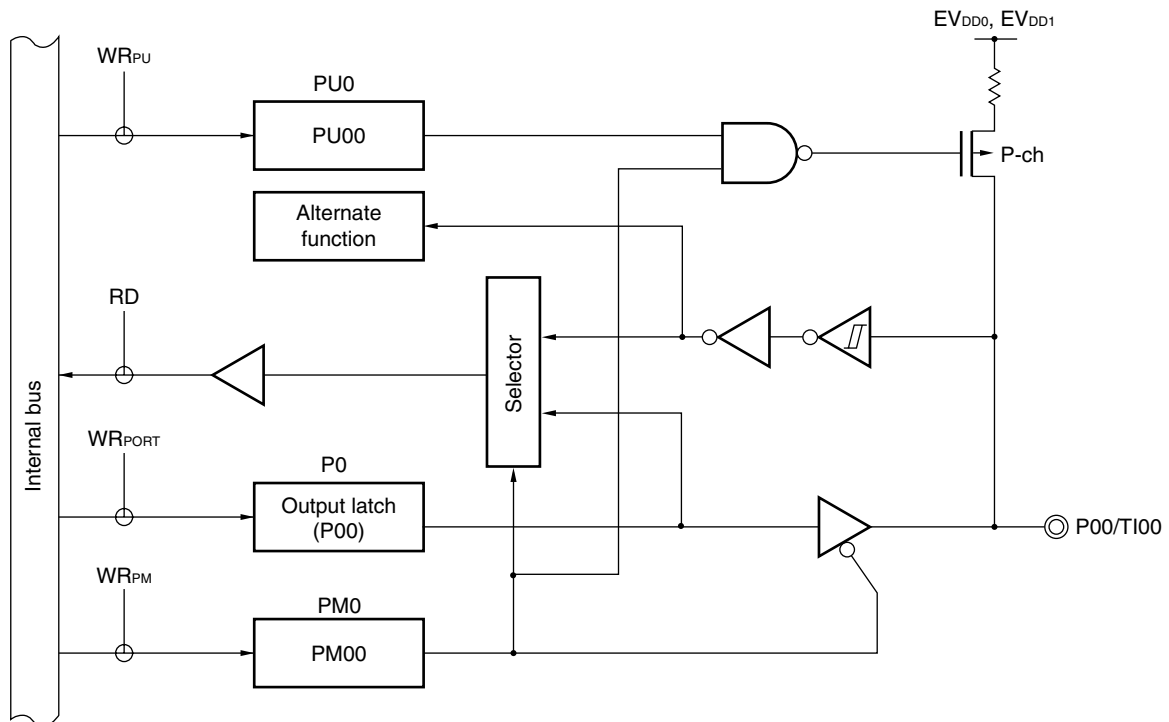 EVDD0, EVDD1
WRPU
PU0
PU00
P-ch
Alternate
function
RD
Selector
Internal bus
WRPORT
P0
Output latch
(P00)
P00/TI00
WRPM
PM0
PM00